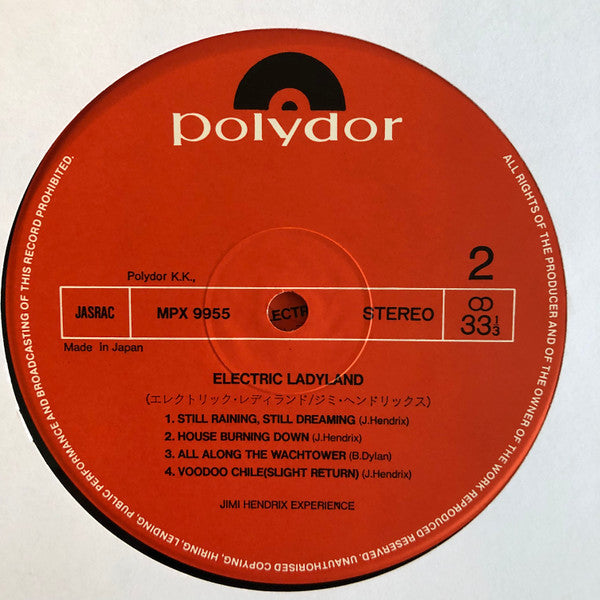 polydor
Polydor K.K.,
2
JASRAC
MPX 9955
ECTR
STEREO
33 1/3
Made in Japan
ELECTRIC LADYLAND
(エレクトリック・レディランド/ジミ・ヘンドリックス)
1. STILL RAINING, STILL DREAMING (J.Hendrix)
2. HOUSE BURNING DOWN (J.Hendrix)
3. ALL ALONG THE WACHTOWER (B.Dylan)
4. VOODOO CHILE(SLIGHT RETURN) (J.Hendrix)
JIMI HENDRIX EXPERIENCE
ALL RIGHTS OF THE PRODUCER AND OF THE OWNER OF THE WORK REPRODUCED RESERVED. UNAUTHORISED COPYING, HIRING, LENDING, PUBLIC PERFORMANCE AND BROADCASTING OF THIS RECORD PROHIBITED.